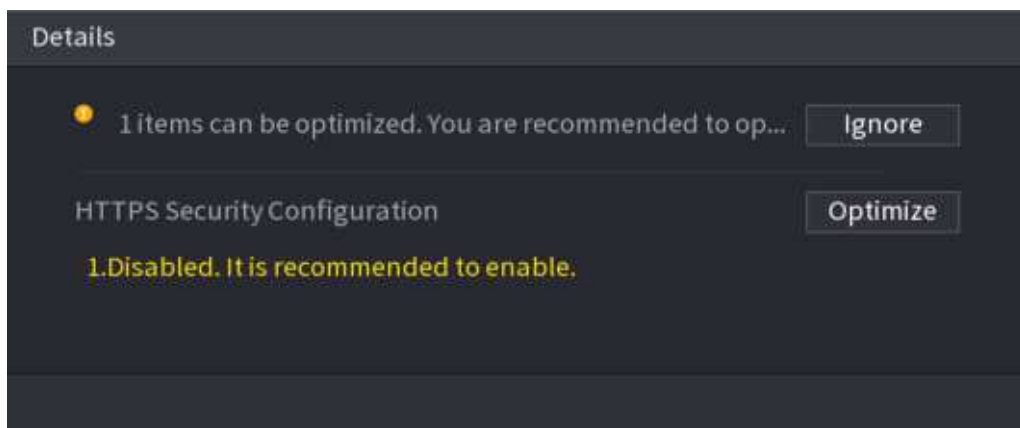 Details
1 items can be optimized. You are recommended to op... Ignore
HTTPS Security Configuration Optimize
1.Disabled. It is recommended to enable.